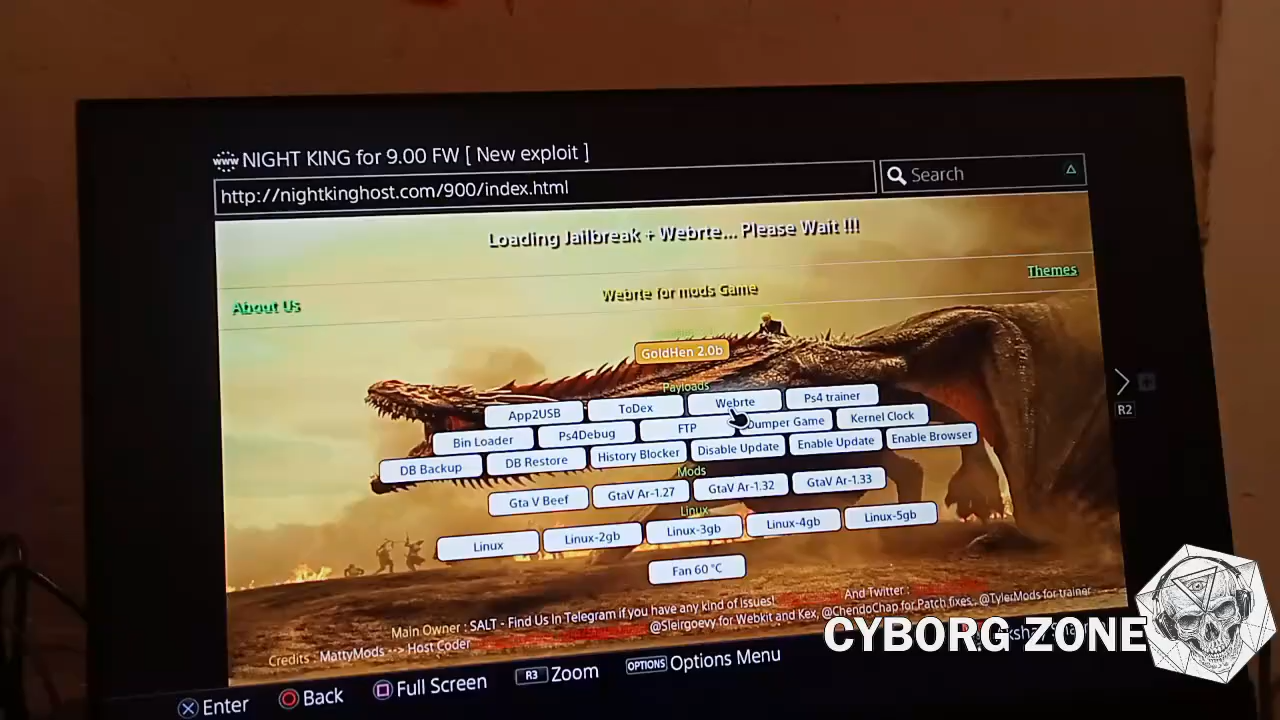 www NIGHT KING for 9.00 FW [ New exploit ]
http://nightkinghost.com/900/index.html
Search
Loading Jailbreak + Webrte... Please Wait !!!
Themes
About Us
Webrte for mods Game
GoldHen 2.0b
Payloads
App2USB ToDex Webrte Ps4 trainer
Bin Loader Ps4Debug FTP Dumper Game Kernel Clock
DB Backup DB Restore History Blocker Disable Update Enable Update Enable Browser
Mods
Gta V Beef GtaV Ar-1.27 GtaV Ar-1.32 GtaV Ar-1.33
Linux
Linux Linux-2gb Linux-3gb Linux-4gb Linux-5gb
Fan 60 °C
R2
Main Owner : SALT - Find Us In Telegram if you have any kind of issues! And Twitter :
Credits : MattyMods --> Host Coder @Sleirgoevy for Webkit and Kex, @ChendoChap for Patch fixes, @TylerMods for trainer
Enter Back Full Screen R3 Zoom OPTIONS Options Menu
CYBORG ZONE